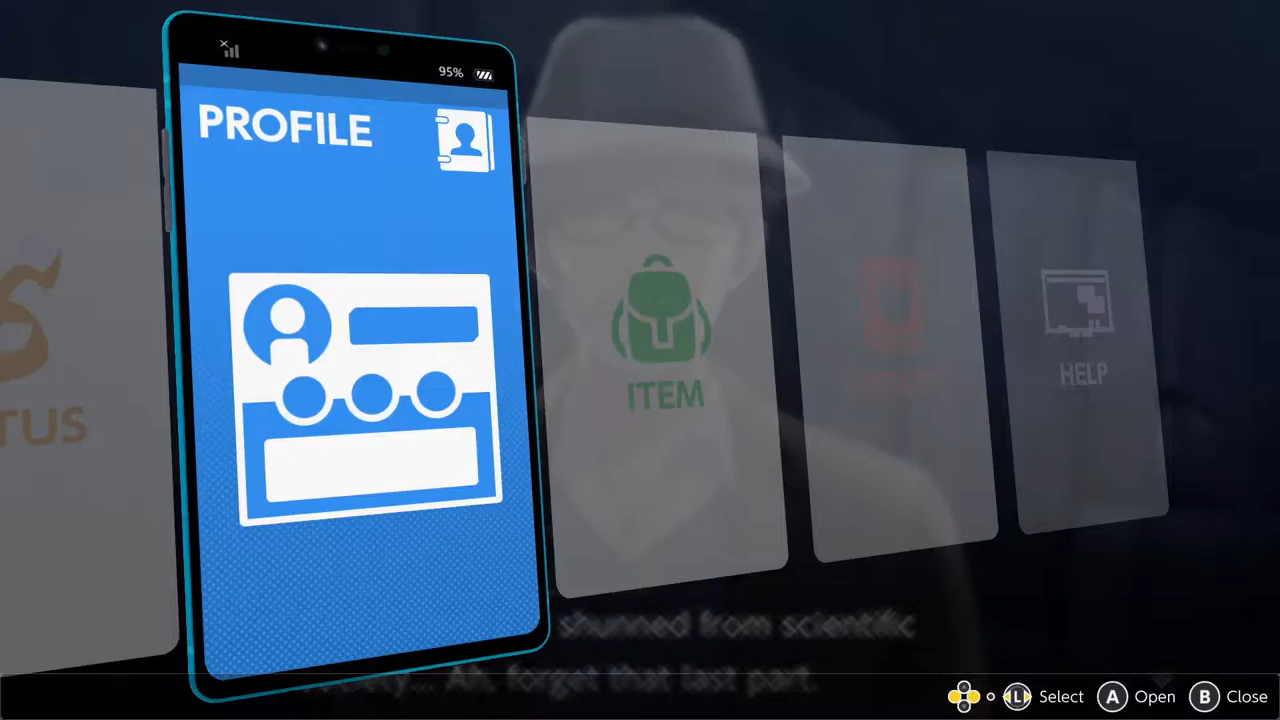 95%
PROFILE
TUS
ITEM
HELP
shunned from scientific
Ah, forget that last part.
L Select A Open B Close